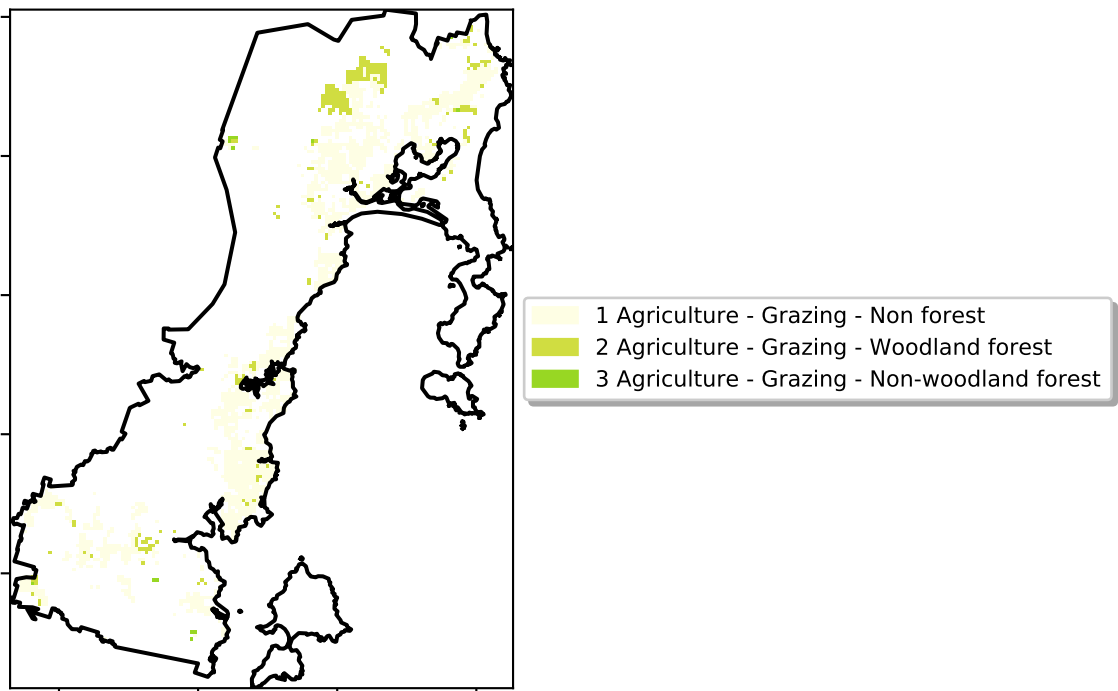 1 Agriculture - Grazing - Non forest
2 Agriculture - Grazing - Woodland forest
3 Agriculture - Grazing - Non-woodland forest